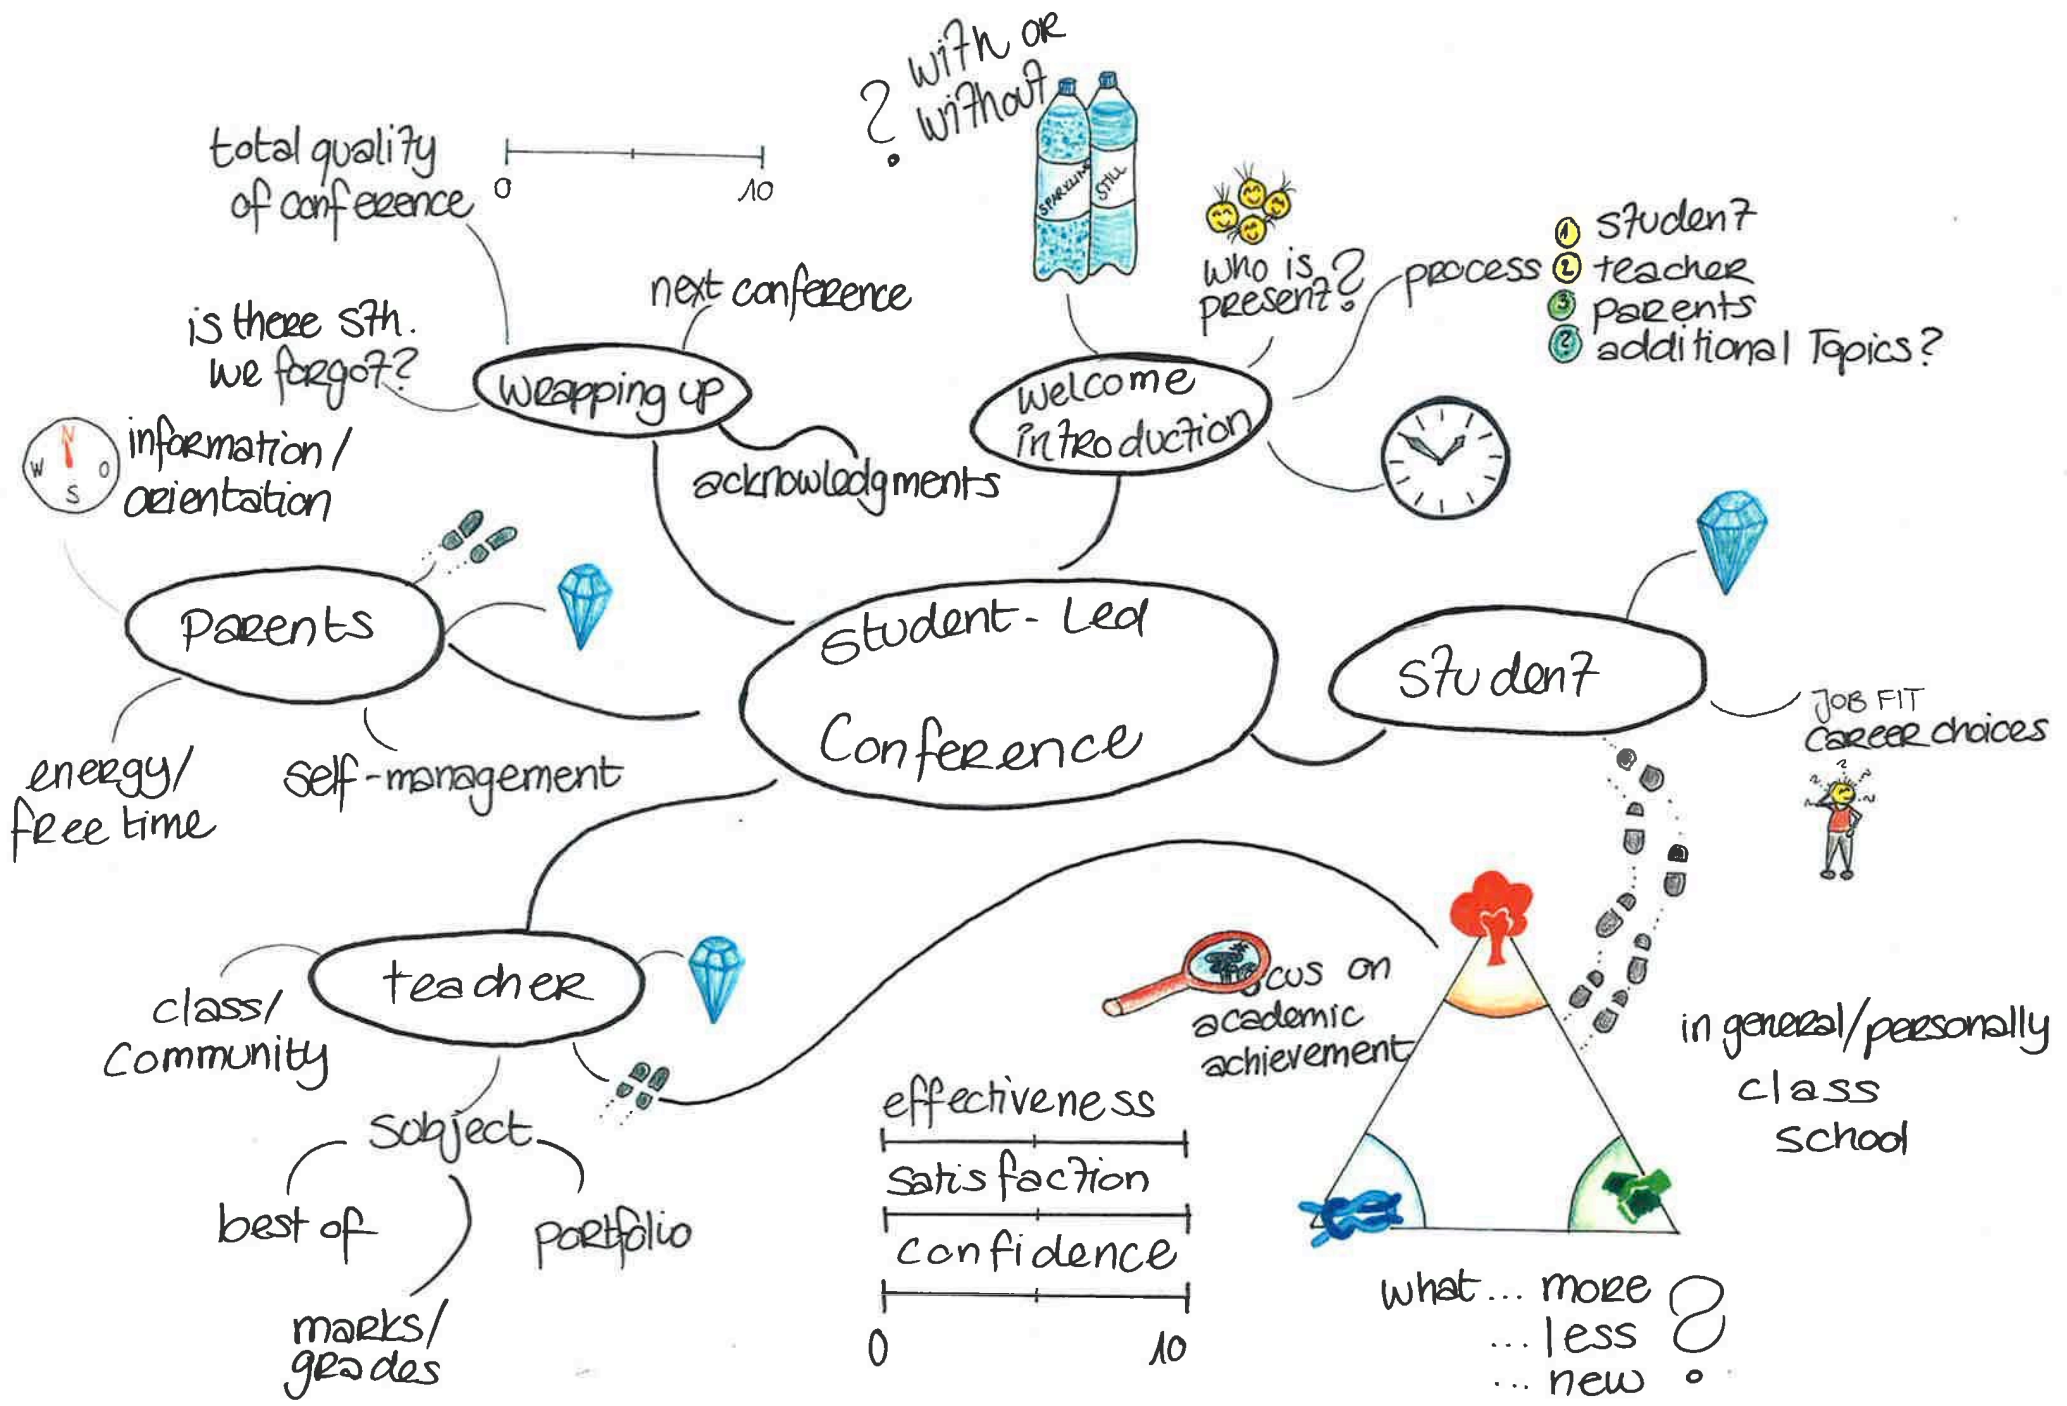 ? with or
without
SPARKLING
STILL
total quality
of conference
0 10
is there sth.
we forgot?
next conference
wrapping up
acknowledgments
welcome
introduction
who is
present?
process
1 student
2 teacher
3 parents
? additional Topics?
N
W O
S
information/
orientation
Parents
energy/
free time
self-management
Student-Led
Conference
Student
JOB FIT
career choices
? ? ? ? ?
teacher
class/
community
subject
best of
portfolio
marks/
grades
focus on
academic
achievement
effectiveness
satisfaction
confidence
0 10
in general/personally
class
school
what... more
... less
... new
?